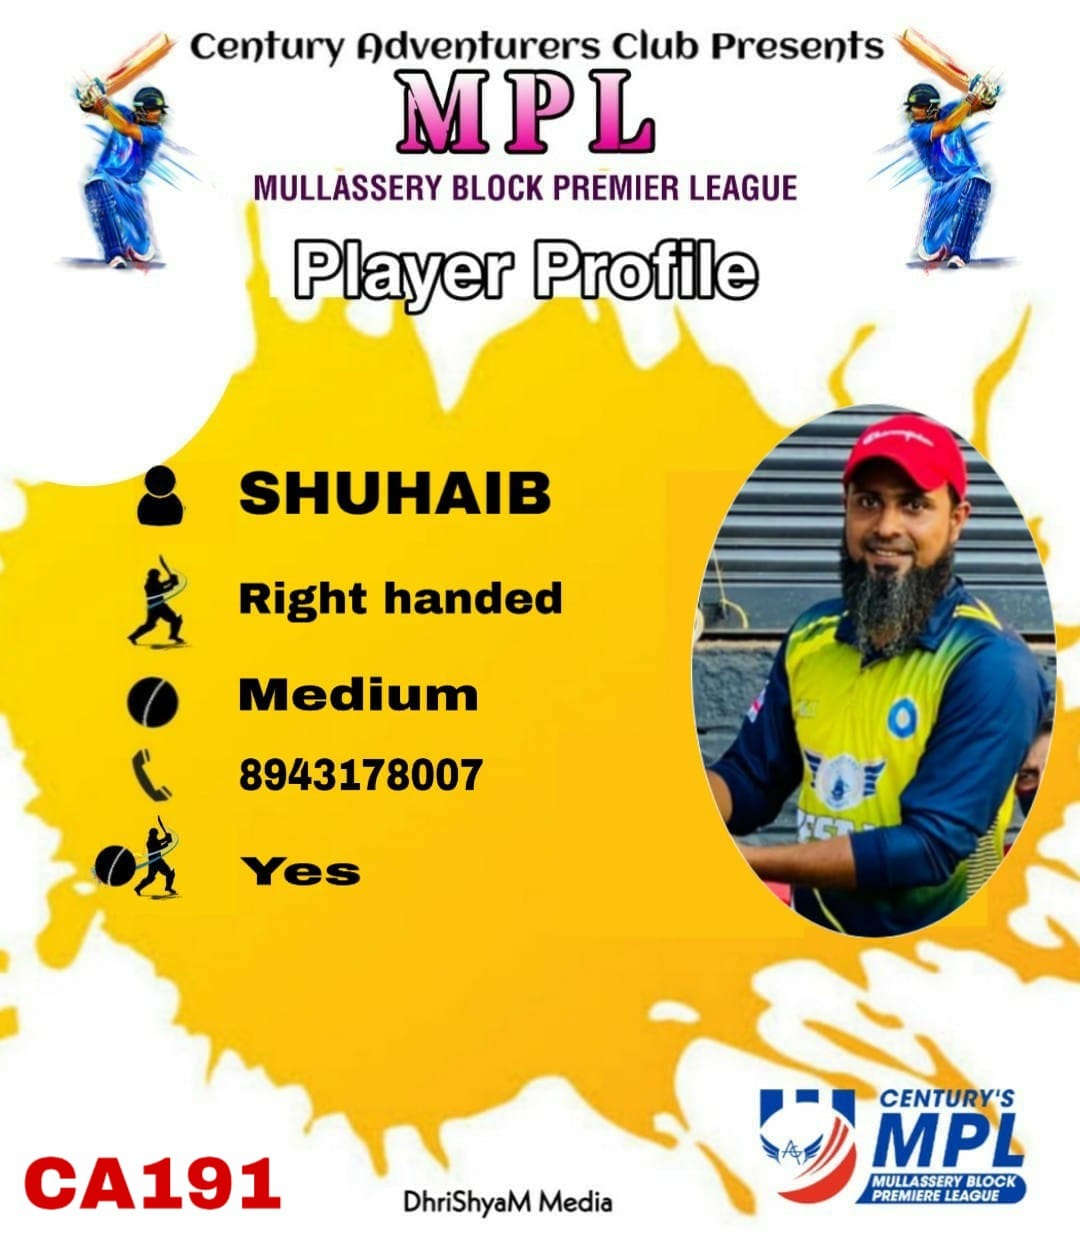 Century Adventurers Club Presents
MPL
MULLASSERY BLOCK PREMIER LEAGUE
Player Profile
SHUHAIB
Right handed
Medium
8943178007
Yes
CA191
DhriShyaM Media
CENTURY'S
MPL
MULLASSERY BLOCK
PREMIERE LEAGUE